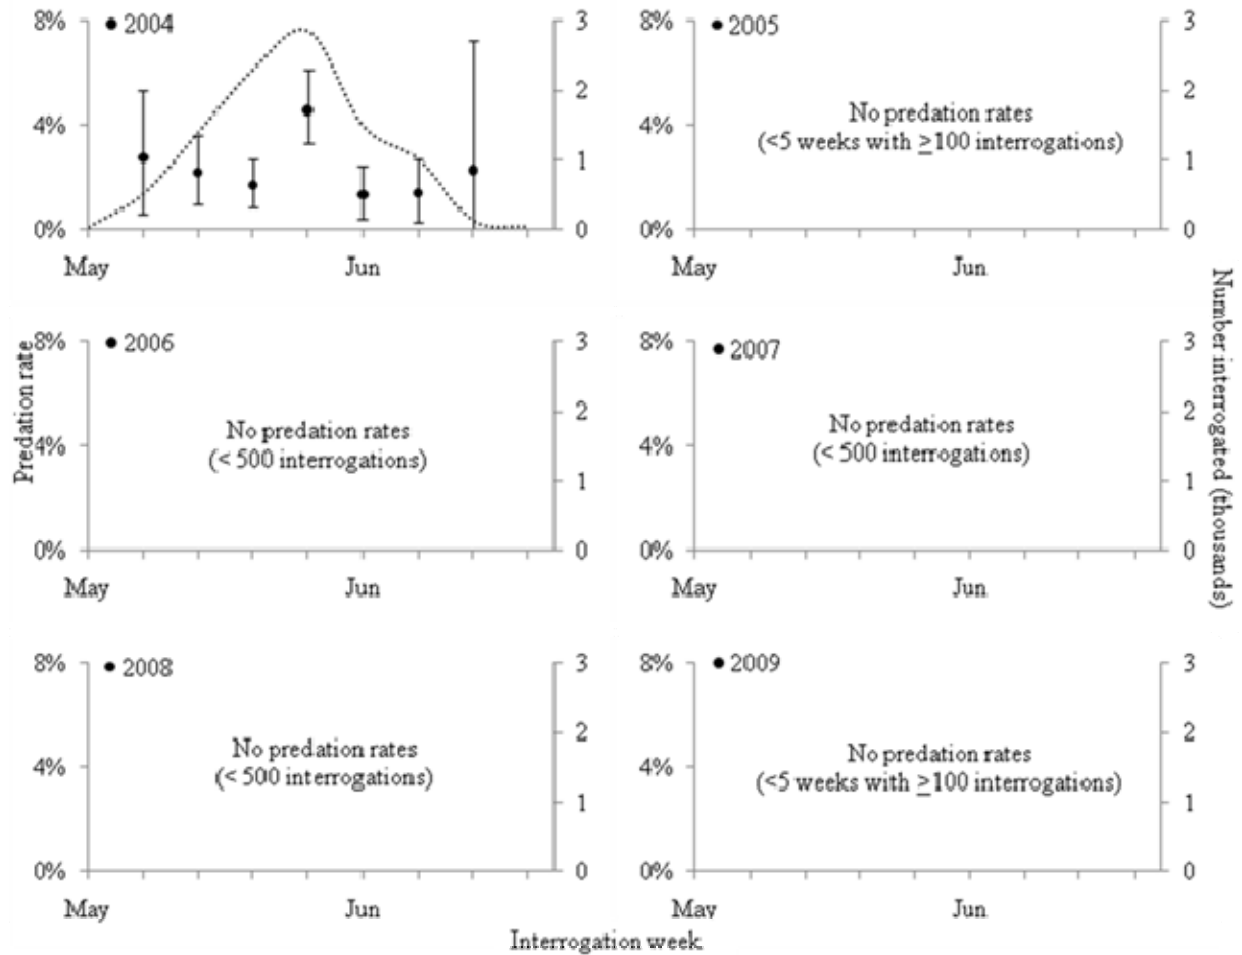 8%
● 2004
3
2
4%
1
0%
0
May
Jun
8%
● 2005
3
2
No predation rates
4%
(<5 weeks with ≥100 interrogations)
1
0%
0
May
Jun
Predation rate
Number interrogated (thousands)
8%
● 2006
3
2
No predation rates
4%
(< 500 interrogations)
1
0%
0
May
Jun
8%
● 2007
3
2
No predation rates
4%
(< 500 interrogations)
1
0%
0
May
Jun
8%
● 2008
3
2
No predation rates
4%
(< 500 interrogations)
1
0%
0
May
Jun
8%
● 2009
3
2
No predation rates
4%
(<5 weeks with ≥100 interrogations)
1
0%
0
May
Jun
Interrogation week